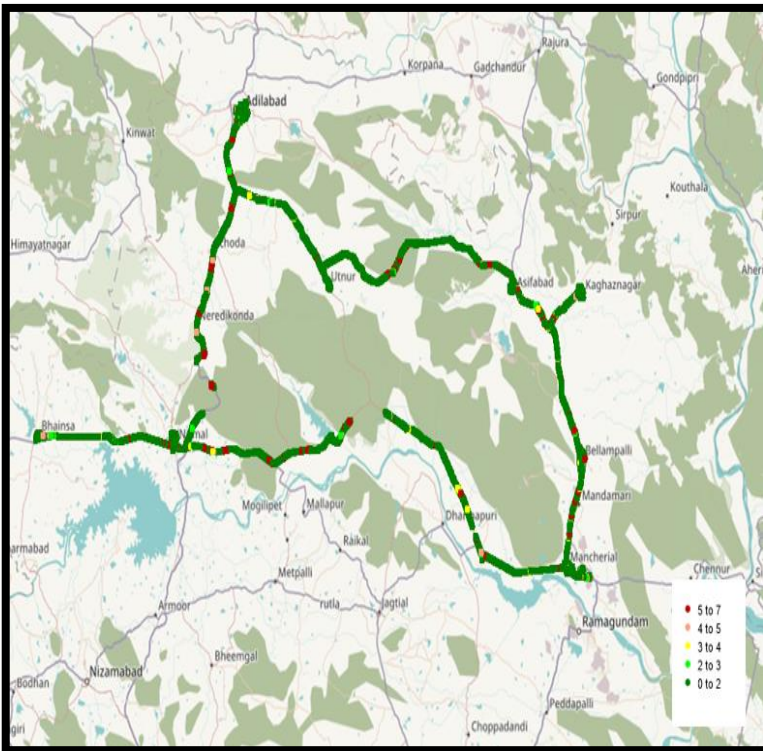 Rajura
Korpana
Gadchandur
Gondpipri
Adilabad
Kinwat
Kouthala
Sirpur
Himayatnagar
Utnur
Asifabad
Kaghaznagar
Neredikonda
Bhainsa
Bellampalli
Mandamari
Mogilipet
Mallapur
Raikal
Mancherial
Chennur
Metpalli
Jagtial
Armoor
rutla
Ramagundam
5 to 7
4 to 5
3 to 4
2 to 3
0 to 2
Bheemgal
Nizamabad
Bodhan
Peddapalli
Choppadandi